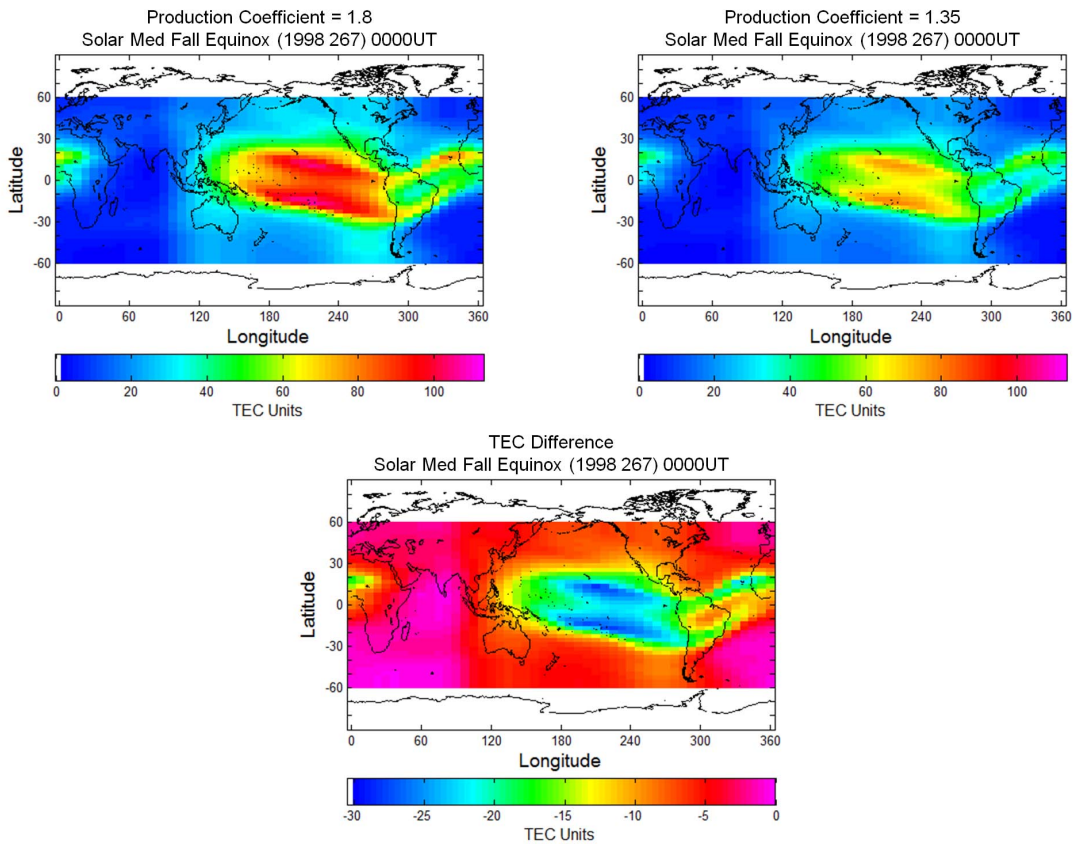 Production Coefficient = 1.8
Solar Med Fall Equinox (1998 267) 0000UT
Latitude
60
30
0
-30
-60
0 60 120 180 240 300 360
Longitude
0 20 40 60 80 100
TEC Units
Production Coefficient = 1.35
Solar Med Fall Equinox (1998 267) 0000UT
Latitude
60
30
0
-30
-60
0 60 120 180 240 300 360
Longitude
0 20 40 60 80 100
TEC Units
TEC Difference
Solar Med Fall Equinox (1998 267) 0000UT
Latitude
60
30
0
-30
-60
0 60 120 180 240 300 360
Longitude
-30 -25 -20 -15 -10 -5 0
TEC Units